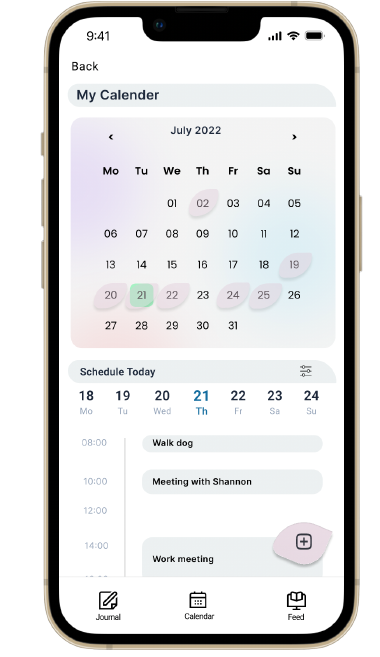 9:41
Back
My Calender
‹ July 2022 ›
Mo Tu We Th Fr Sa Su
01 02 03 04 05
06 07 08 09 10 11 12
13 14 15 16 17 18 19
20 21 22 23 24 25 26
27 28 29 30 31
Schedule Today
18 19 20 21 22 23 24
Mo Tu Wed Th Fr Sa Su
08:00 Walk dog
10:00 Meeting with Shannon
12:00
14:00
Work meeting
Journal Calendar Feed